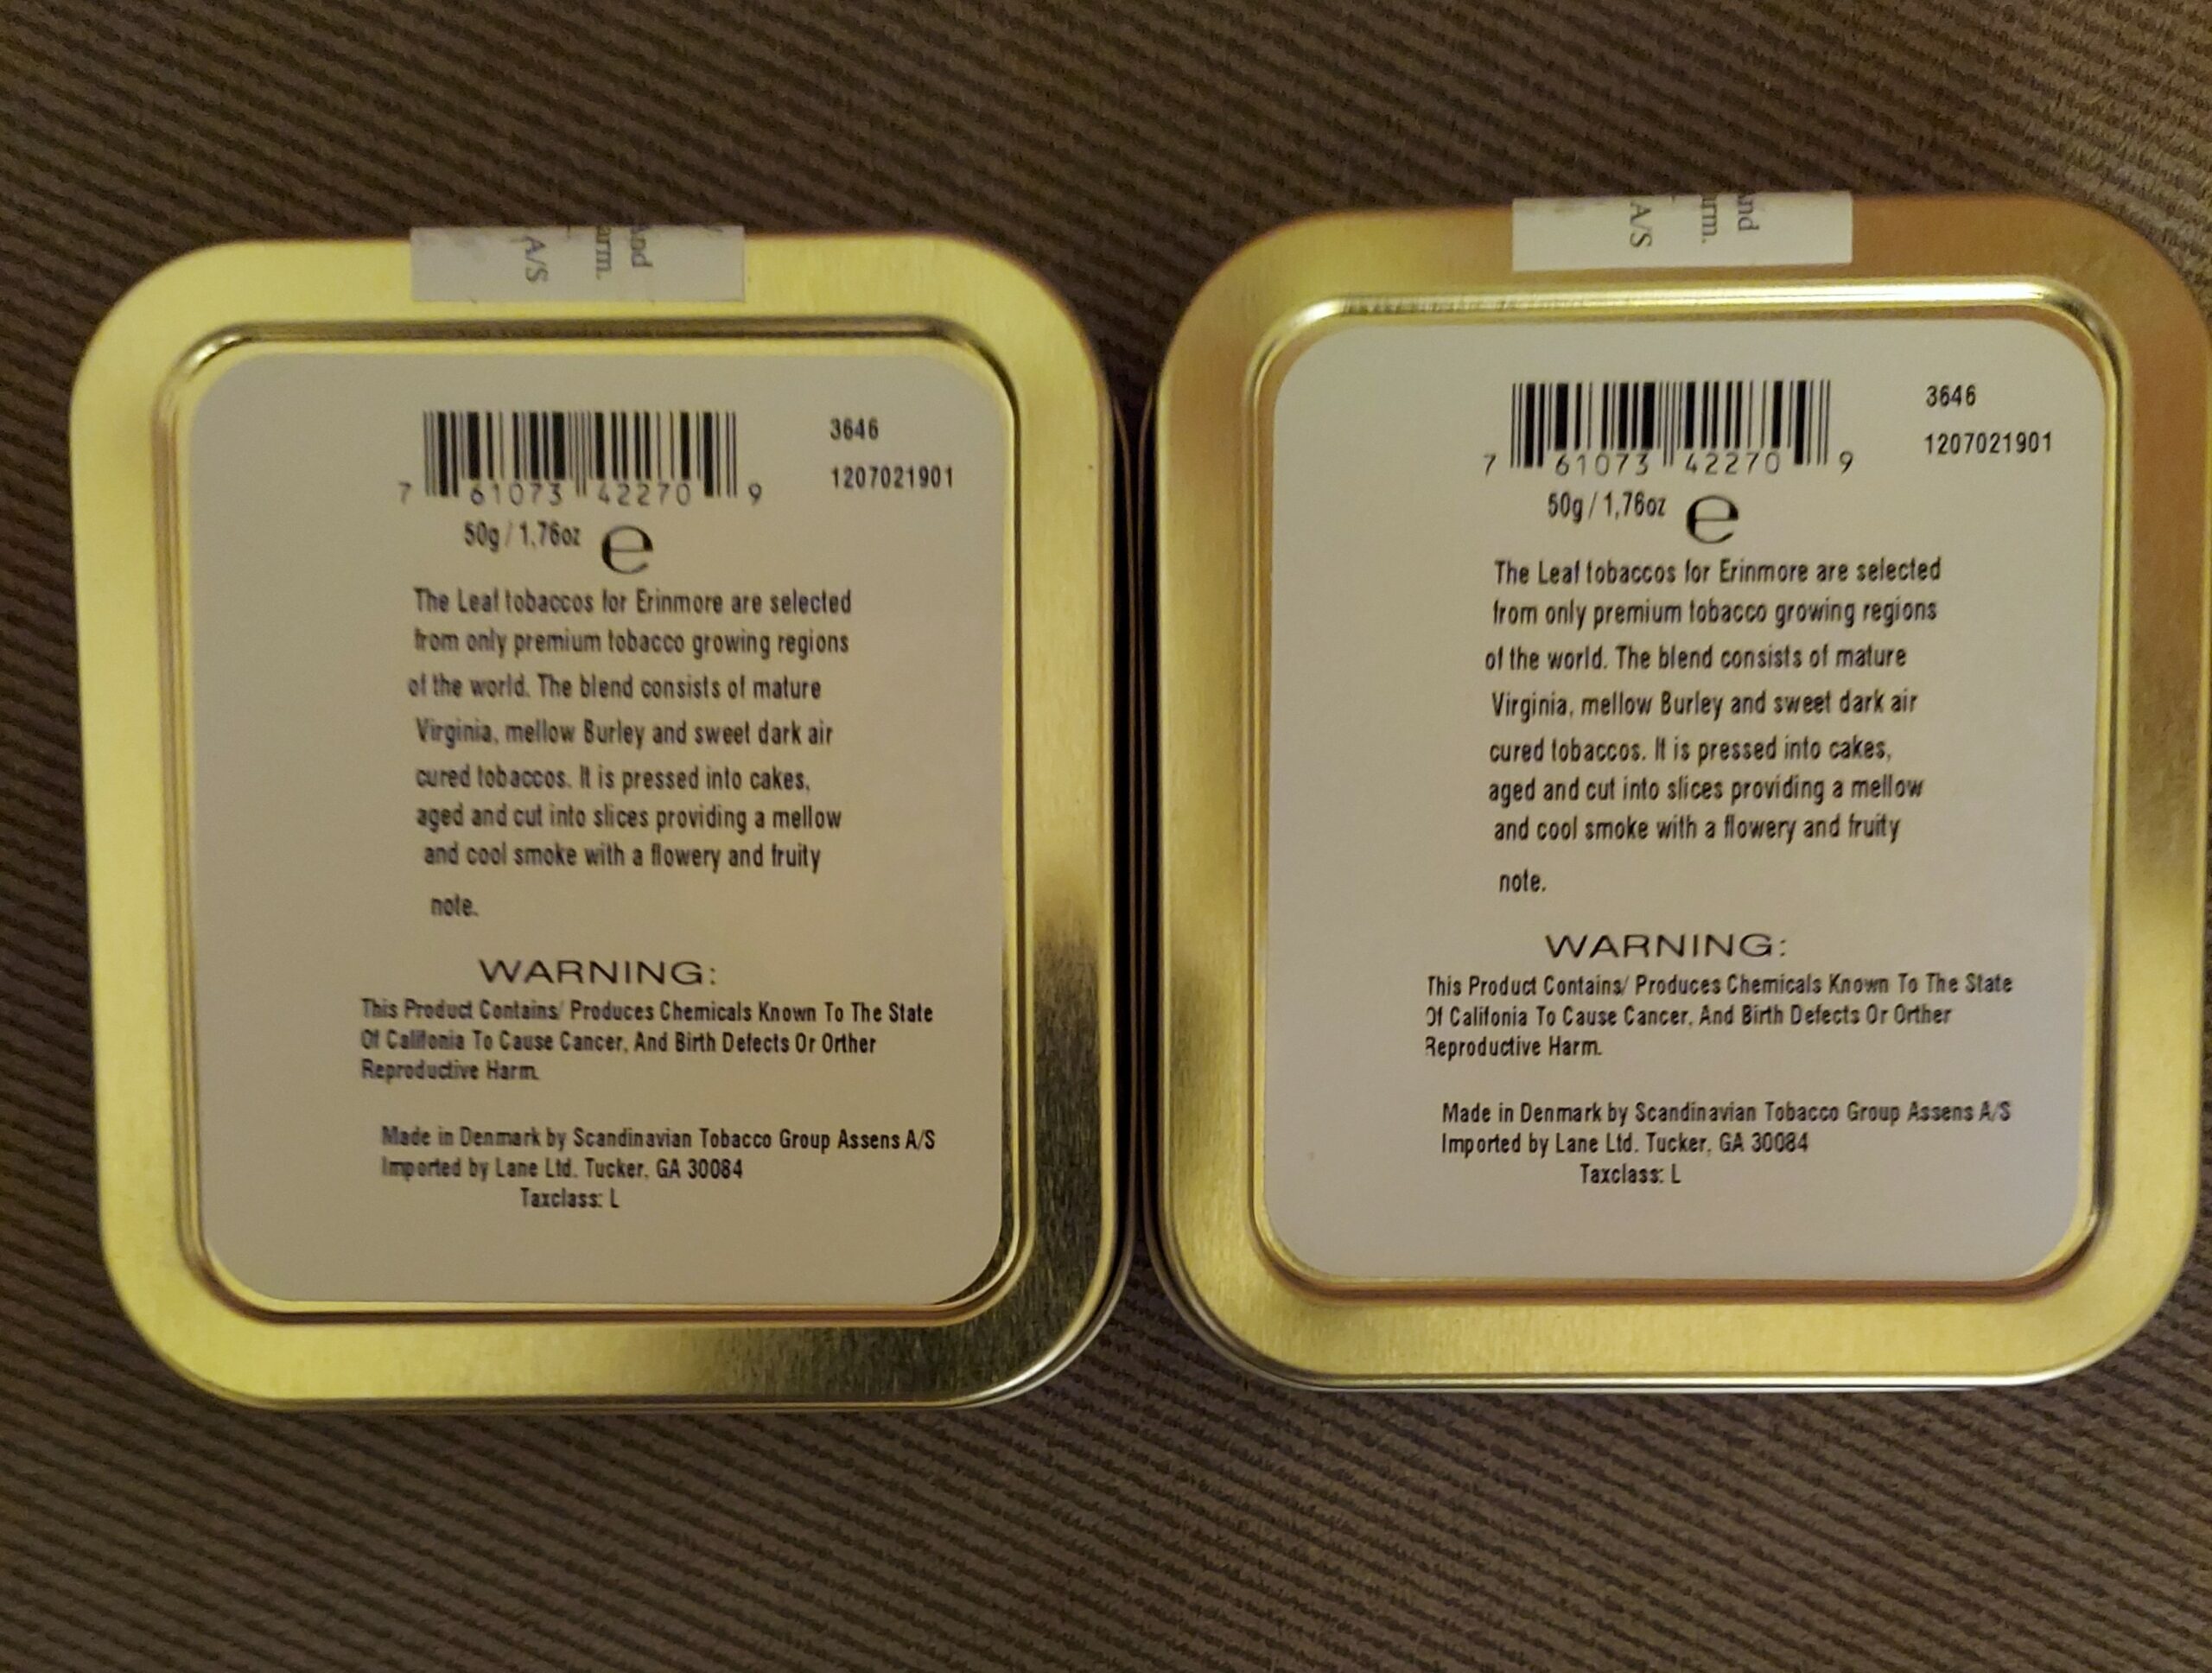 And
arm.
A/S
7 61073 42270 9
3646
1207021901
50g / 1,76oz e
The Leaf tobaccos for Erinmore are selected
from only premium tobacco growing regions
of the world. The blend consists of mature
Virginia, mellow Burley and sweet dark air
cured tobaccos. It is pressed into cakes,
aged and cut into slices providing a mellow
and cool smoke with a flowery and fruity
note.
WARNING:
This Product Contains/ Produces Chemicals Known To The State
Of Califonia To Cause Cancer, And Birth Defects Or Orther
Reproductive Harm.
Made in Denmark by Scandinavian Tobacco Group Assens A/S
Imported by Lane Ltd. Tucker, GA 30084
Taxclass: L
And
arm.
A/S
7 61073 42270 9
3646
1207021901
50g / 1,76oz e
The Leaf tobaccos for Erinmore are selected
from only premium tobacco growing regions
of the world. The blend consists of mature
Virginia, mellow Burley and sweet dark air
cured tobaccos. It is pressed into cakes,
aged and cut into slices providing a mellow
and cool smoke with a flowery and fruity
note.
WARNING:
This Product Contains/ Produces Chemicals Known To The State
Of Califonia To Cause Cancer, And Birth Defects Or Orther
Reproductive Harm.
Made in Denmark by Scandinavian Tobacco Group Assens A/S
Imported by Lane Ltd. Tucker, GA 30084
Taxclass: L